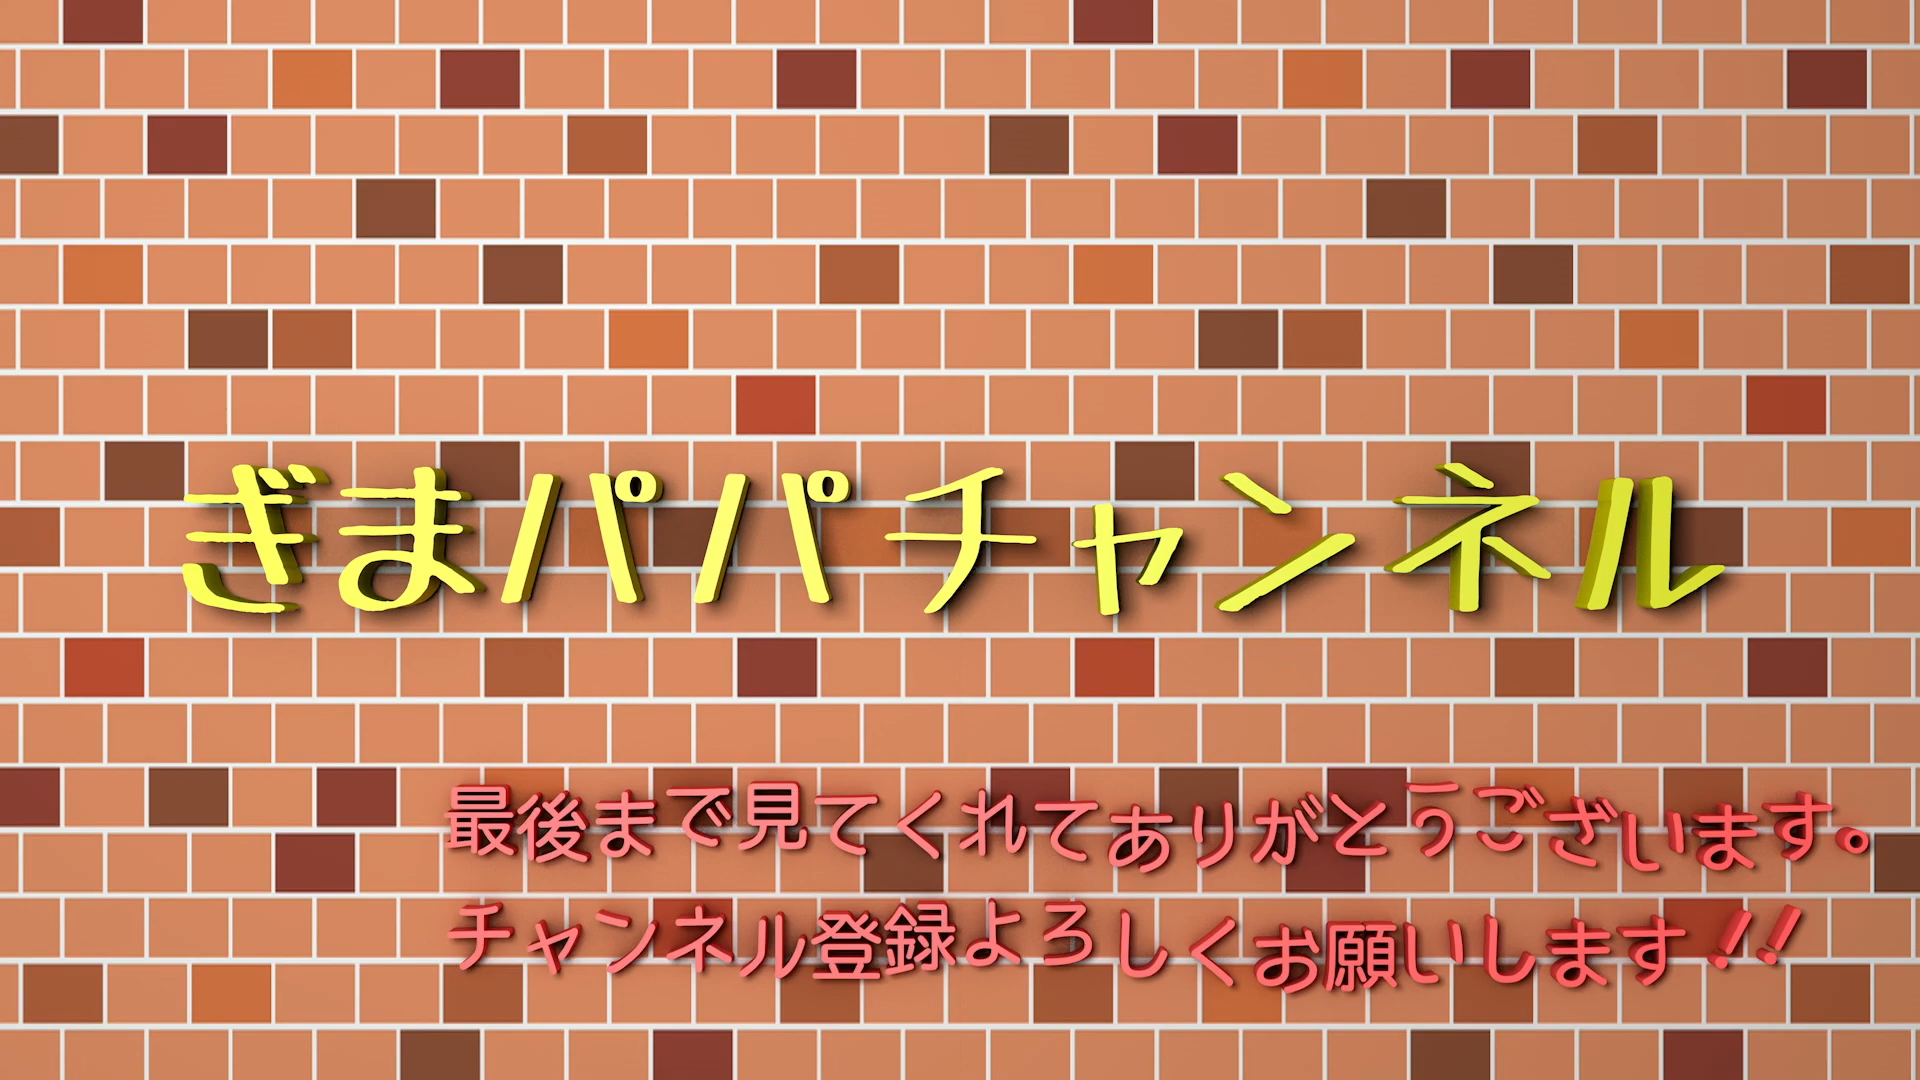 ぎまパパチャンネル
最後まで見てくれてありがとうございます。
チャンネル登録よろしくお願いします!!